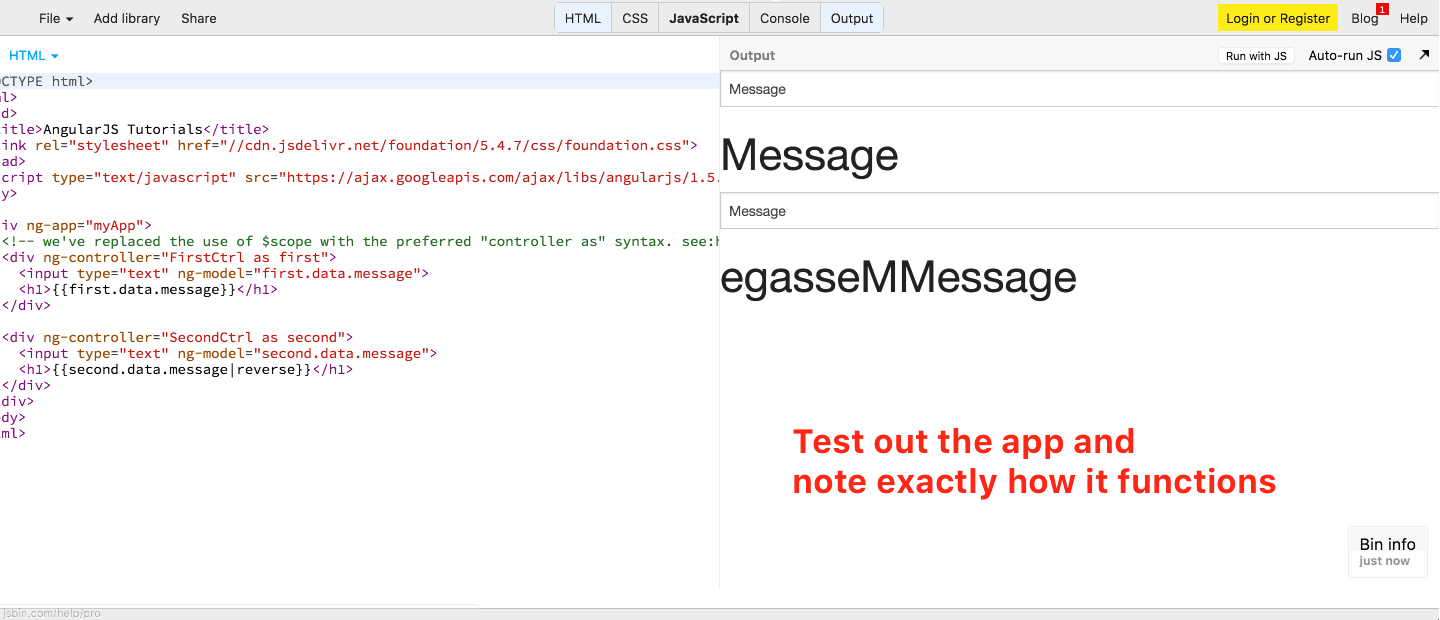 File Add library Share HTML CSS JavaScript Console Output Login or Register Blog 1 Help
HTML
Output Run with JS Auto-run JS
CTYPE html>
l>
d>
itle>AngularJS Tutorials</title>
ink rel="stylesheet" href="//cdn.jsdelivr.net/foundation/5.4.7/css/foundation.css">
ad>
cript type="text/javascript" src="https://ajax.googleapis.com/ajax/libs/angularjs/1.5.
y>
iv ng-app="myApp">
<!-- we've replaced the use of $scope with the preferred "controller as" syntax. see:h
<div ng-controller="FirstCtrl as first">
<input type="text" ng-model="first.data.message">
<h1>{{first.data.message}}</h1>
</div>
<div ng-controller="SecondCtrl as second">
<input type="text" ng-model="second.data.message">
<h1>{{second.data.message|reverse}}</h1>
</div>
div>
dy>
ml>
Message
Message
Message
egasseMMessage
Test out the app and
note exactly how it functions
Bin info
just now
jsbin.com/help/pro